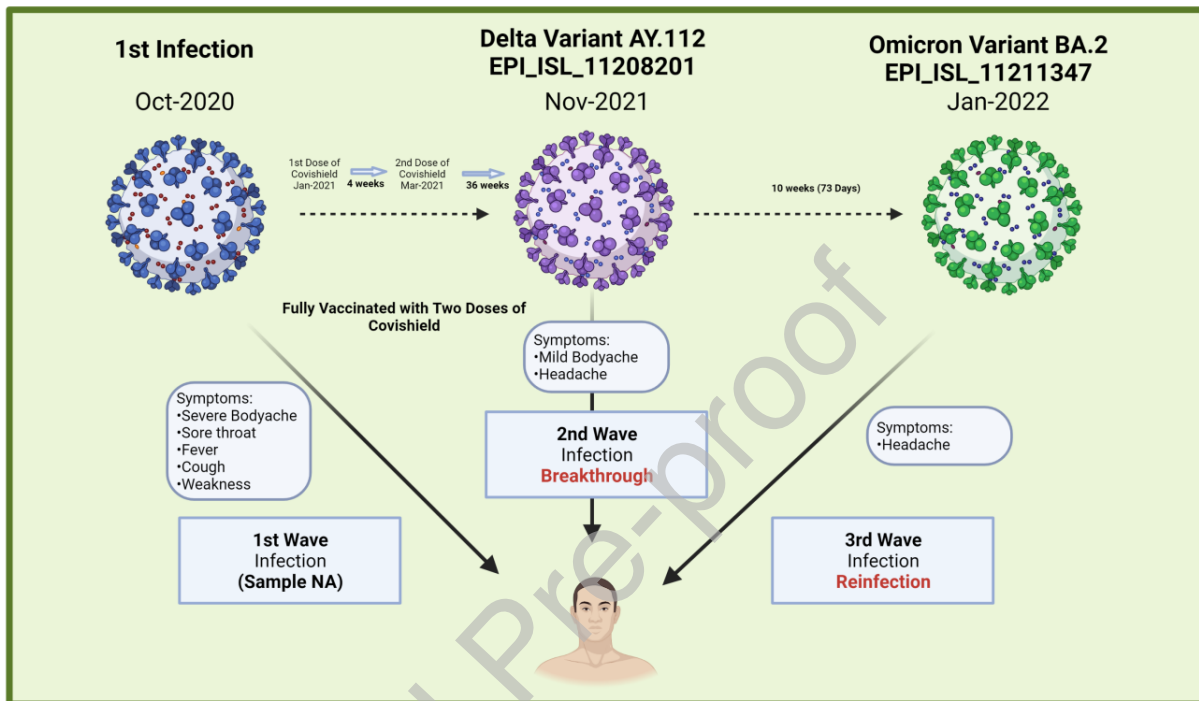 1st Infection
Oct-2020
Delta Variant AY.112
EPI_ISL_11208201
Nov-2021
Omicron Variant BA.2
EPI_ISL_11211347
Jan-2022
1st Dose of
Covishield
Jan-2021
4 weeks
2nd Dose of
Covishield
Mar-2021
36 weeks
10 weeks (73 Days)
Fully Vaccinated with Two Doses of
Covishield
Symptoms:
•Severe Bodyache
•Sore throat
•Fever
•Cough
•Weakness
Symptoms:
•Mild Bodyache
•Headache
Symptoms:
•Headache
1st Wave
Infection
(Sample NA)
2nd Wave
Infection
Breakthrough
3rd Wave
Infection
Reinfection
l Pre-proof